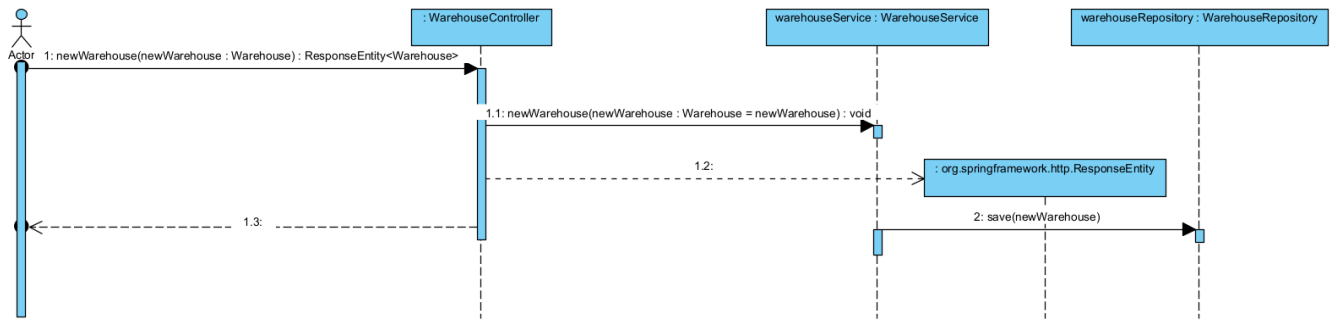 : WarehouseController
warehouseService : WarehouseService
warehouseRepository : WarehouseRepository
Actor
1: newWarehouse(newWarehouse : Warehouse) : ResponseEntity<Warehouse>
1.1: newWarehouse(newWarehouse : Warehouse = newWarehouse) : void
1.2:
: org.springframework.http.ResponseEntity
1.3:
2: save(newWarehouse)